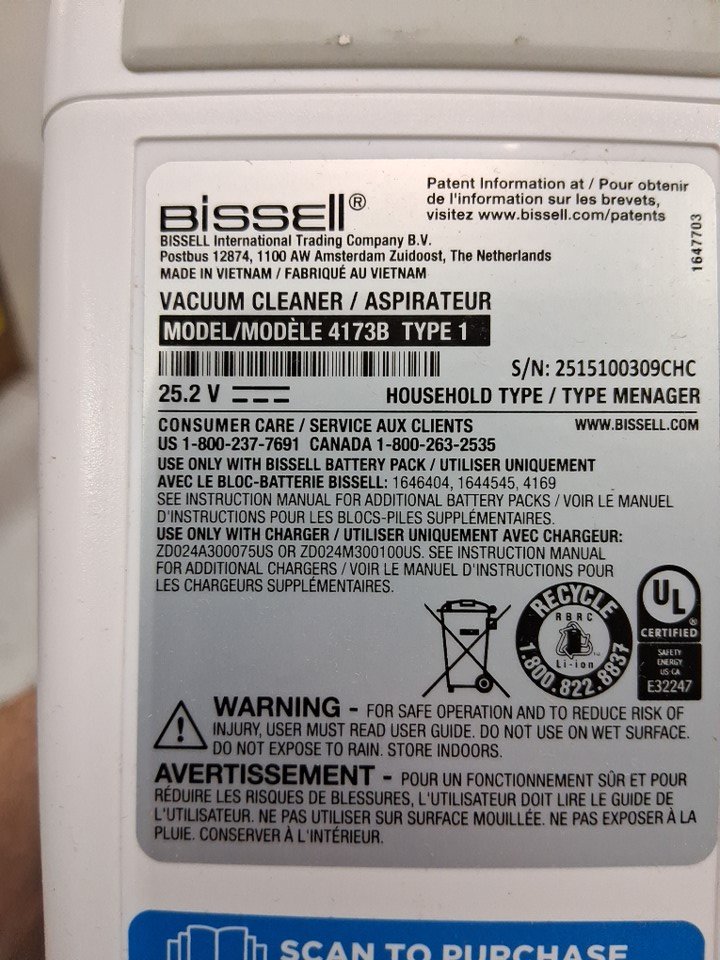 Bissell®
Patent Information at / Pour obtenir
de l'information sur les brevets,
visitez www.bissell.com/patents
1647703
BISSELL International Trading Company B.V.
Postbus 12874, 1100 AW Amsterdam Zuidoost, The Netherlands
MADE IN VIETNAM / FABRIQUÉ AU VIETNAM
VACUUM CLEANER / ASPIRATEUR
MODEL/MODÈLE 4173B TYPE 1
S/N: 2515100309CHC
25.2 V
HOUSEHOLD TYPE / TYPE MENAGER
CONSUMER CARE / SERVICE AUX CLIENTS
WWW.BISSELL.COM
US 1-800-237-7691 CANADA 1-800-263-2535
USE ONLY WITH BISSELL BATTERY PACK / UTILISER UNIQUEMENT
AVEC LE BLOC-BATTERIE BISSELL: 1646404, 1644545, 4169
SEE INSTRUCTION MANUAL FOR ADDITIONAL BATTERY PACKS / VOIR LE MANUEL
D'INSTRUCTIONS POUR LES BLOCS-PILES SUPPLÉMENTAIRES.
USE ONLY WITH CHARGER / UTILISER UNIQUEMENT AVEC CHARGEUR:
ZD024A300075US OR ZD024M300100US. SEE INSTRUCTION MANUAL
FOR ADDITIONAL CHARGERS / VOIR LE MANUEL D'INSTRUCTIONS POUR
LES CHARGEURS SUPPLÉMENTAIRES.
RECYCLE
RBRC
Li-ion
1.800.822.8837
UL®
CERTIFIED
SAFETY
ENERGY
US-CA
E32247
WARNING - FOR SAFE OPERATION AND TO REDUCE RISK OF
INJURY, USER MUST READ USER GUIDE. DO NOT USE ON WET SURFACE.
DO NOT EXPOSE TO RAIN. STORE INDOORS.
AVERTISSEMENT - POUR UN FONCTIONNEMENT SÛR ET POUR
RÉDUIRE LES RISQUES DE BLESSURES, L'UTILISATEUR DOIT LIRE LE GUIDE DE
L'UTILISATEUR. NE PAS UTILISER SUR SURFACE MOUILLÉE. NE PAS EXPOSER À LA
PLUIE. CONSERVER À L'INTÉRIEUR.
SCAN TO PURCHASE